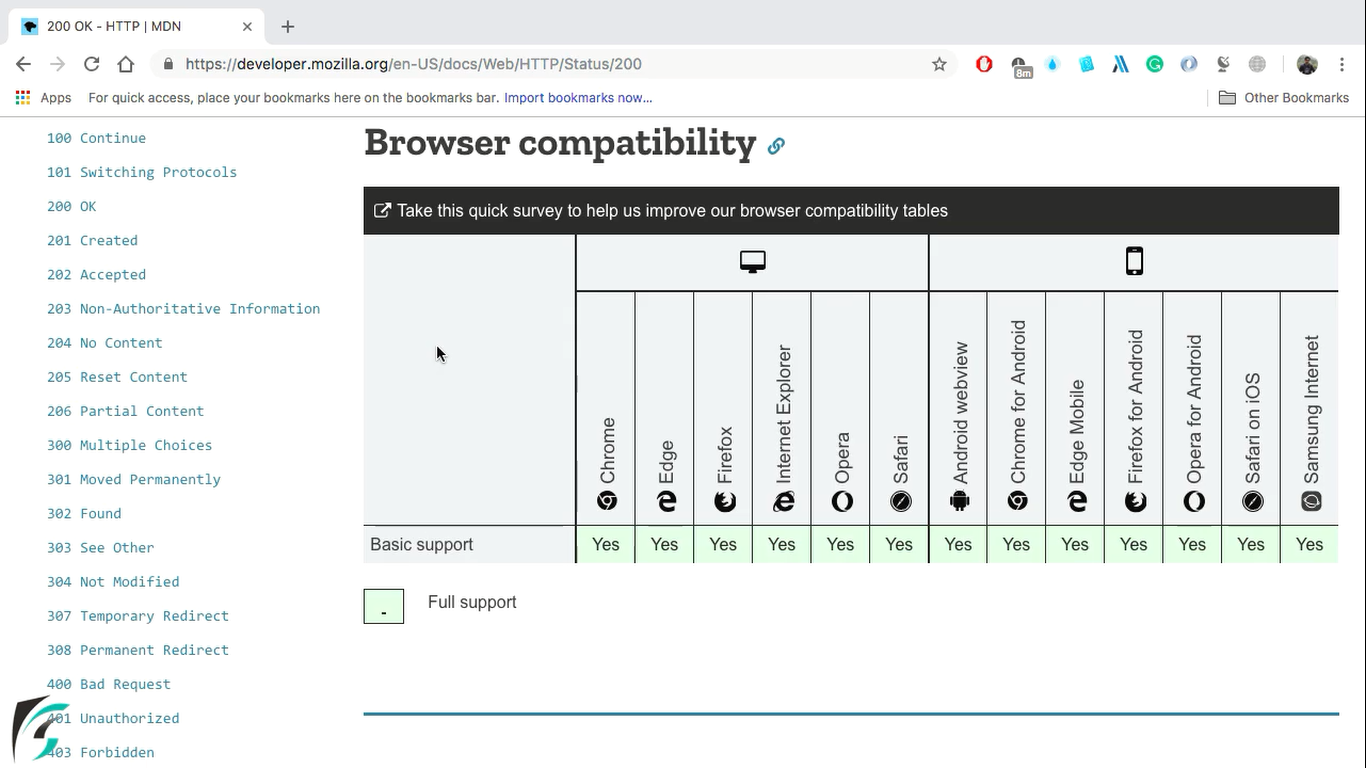 200 OK - HTTP | MDN
https://developer.mozilla.org/en-US/docs/Web/HTTP/Status/200
8m
Apps For quick access, place your bookmarks here on the bookmarks bar. Import bookmarks now... Other Bookmarks
100 Continue
101 Switching Protocols
200 OK
201 Created
202 Accepted
203 Non-Authoritative Information
204 No Content
205 Reset Content
206 Partial Content
300 Multiple Choices
301 Moved Permanently
302 Found
303 See Other
304 Not Modified
307 Temporary Redirect
308 Permanent Redirect
400 Bad Request
401 Unauthorized
403 Forbidden
Browser compatibility
Take this quick survey to help us improve our browser compatibility tables
Chrome
Edge
Firefox
Internet Explorer
Opera
Safari
Android webview
Chrome for Android
Edge Mobile
Firefox for Android
Opera for Android
Safari on iOS
Samsung Internet
Basic support Yes Yes Yes Yes Yes Yes Yes Yes Yes Yes Yes Yes Yes
- Full support